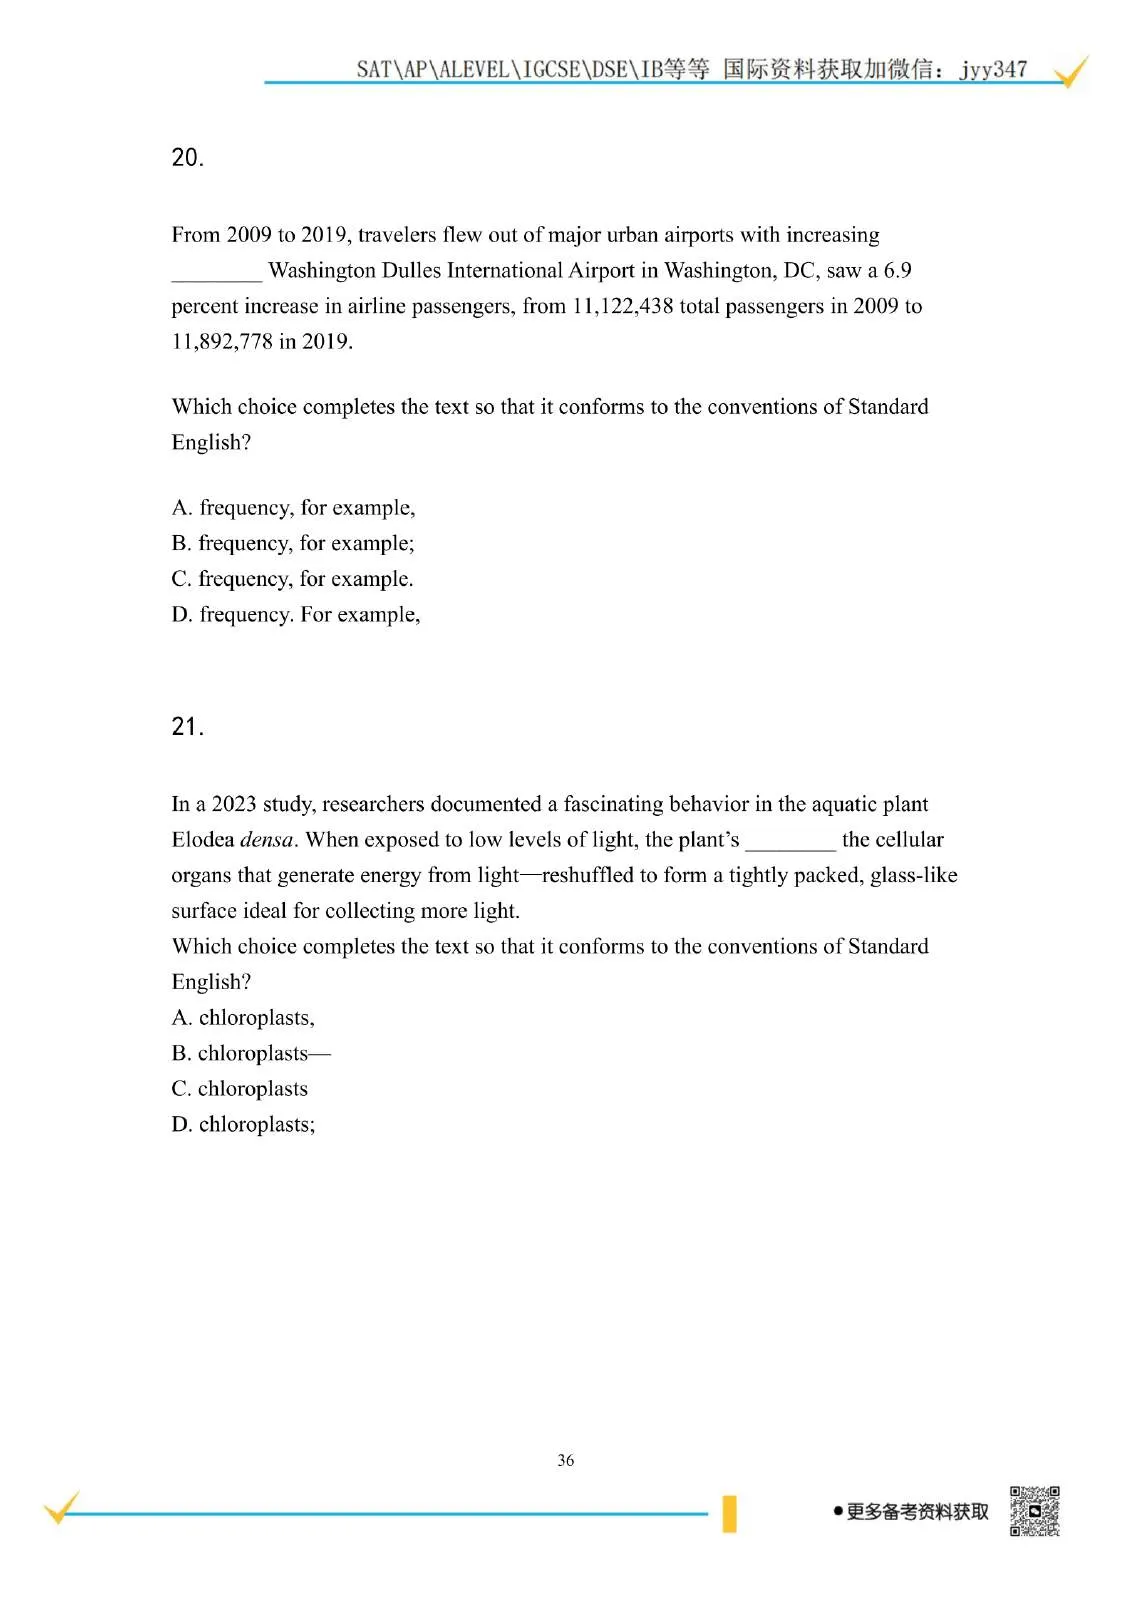 SAT\AP\ALEVEL\IGCSE\DSE\IB等等 国际资料获取加微信：jyy347
20.
From 2009 to 2019, travelers flew out of major urban airports with increasing
________ Washington Dulles International Airport in Washington, DC, saw a 6.9
percent increase in airline passengers, from 11,122,438 total passengers in 2009 to
11,892,778 in 2019.
Which choice completes the text so that it conforms to the conventions of Standard
English?
A. frequency, for example,
B. frequency, for example;
C. frequency, for example.
D. frequency. For example,
21.
In a 2023 study, researchers documented a fascinating behavior in the aquatic plant
Elodea densa. When exposed to low levels of light, the plant’s ________ the cellular
organs that generate energy from light—reshuffled to form a tightly packed, glass-like
surface ideal for collecting more light.
Which choice completes the text so that it conforms to the conventions of Standard
English?
A. chloroplasts,
B. chloroplasts—
C. chloroplasts
D. chloroplasts;
36
●更多备考资料获取